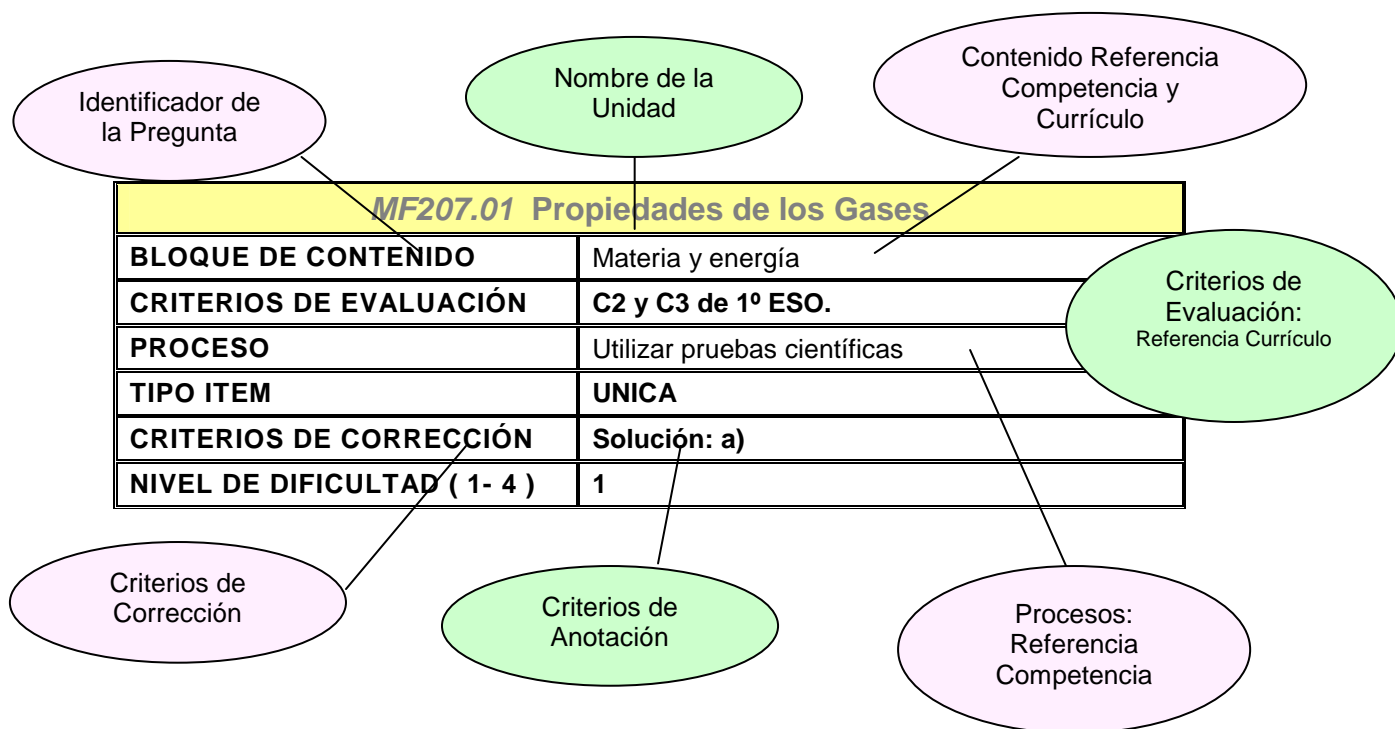 Identificador de
la Pregunta
Nombre de la
Unidad
Contenido Referencia
Competencia y
Currículo
MF207.01 Propiedades de los Gases
BLOQUE DE CONTENIDO Materia y energía
CRITERIOS DE EVALUACIÓN C2 y C3 de 1º ESO.
PROCESO Utilizar pruebas científicas
TIPO ITEM UNICA
CRITERIOS DE CORRECCIÓN Solución: a)
NIVEL DE DIFICULTAD ( 1- 4 ) 1
Criterios de
Evaluación:
Referencia Currículo
Criterios de
Corrección
Criterios de
Anotación
Procesos:
Referencia
Competencia